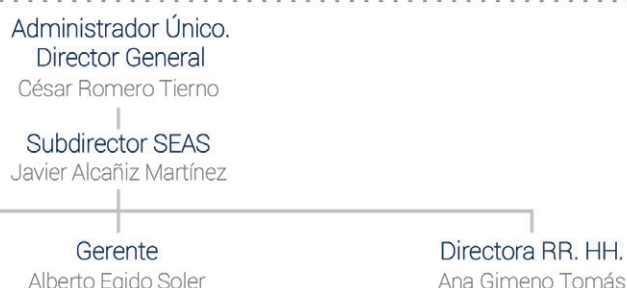 Administrador Único.
Director General
César Romero Tierno
Subdirector SEAS
Javier Alcañiz Martínez
Gerente
Alberto Egido Soler
Directora RR. HH.
Ana Gimeno Tomás